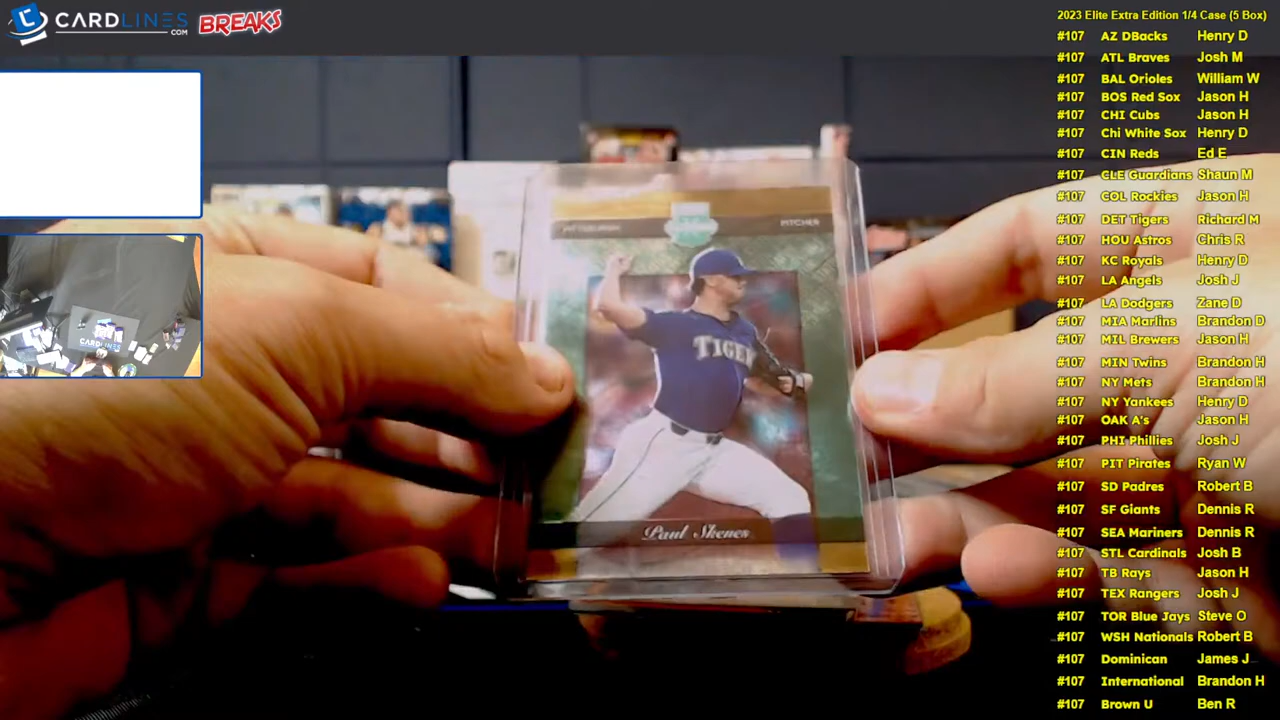 CARDLINES
.COM
BREAKS
2023 Elite Extra Edition 1/4 Case (5 Box)
#107 AZ DBacks Henry D
#107 ATL Braves Josh M
#107 BAL Orioles William W
#107 BOS Red Sox Jason H
#107 CHI Cubs Jason H
#107 Chi White Sox Henry D
#107 CIN Reds Ed E
#107 CLE Guardians Shaun M
#107 COL Rockies Jason H
#107 DET Tigers Richard M
#107 HOU Astros Chris R
#107 KC Royals Henry D
#107 LA Angels Josh J
#107 LA Dodgers Zane D
#107 MIA Marlins Brandon D
#107 MIL Brewers Jason H
#107 MIN Twins Brandon H
#107 NY Mets Brandon H
#107 NY Yankees Henry D
#107 OAK A's Jason H
#107 PHI Phillies Josh J
#107 PIT Pirates Ryan W
#107 SD Padres Robert B
#107 SF Giants Dennis R
#107 SEA Mariners Dennis R
#107 STL Cardinals Josh B
#107 TB Rays Jason H
#107 TEX Rangers Josh J
#107 TOR Blue Jays Steve O
#107 WSH Nationals Robert B
#107 Dominican James J
#107 International Brandon H
#107 Brown U Ben R
PITTSBURGH
PITCHER
TIGER
Paul Skenes
CARDLINES